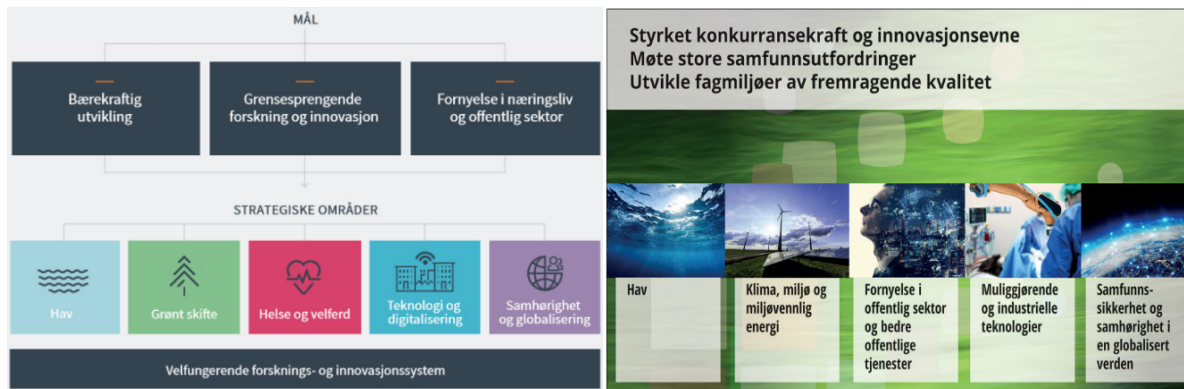 MÅL
Bærekraftig
utvikling
Grensesprengende
forskning og innovasjon
Fornyelse i næringsliv
og offentlig sektor
STRATEGISKE OMRÅDER
Hav
Grønt skifte
Helse og velferd
Teknologi og
digitalisering
Samhørighet
og globalisering
Velfungerende forsknings- og innovasjonssystem
Styrket konkurransekraft og innovasjonsevne
Møte store samfunnsutfordringer
Utvikle fagmiljøer av fremragende kvalitet
Hav
Klima, miljø og
miljøvennlig
energi
Fornyelse i
offentlig sektor
og bedre
offentlige
tjenester
Muliggjørende
og industrielle
teknologier
Samfunns-
sikkerhet og
samhørighet i
en globalisert
verden